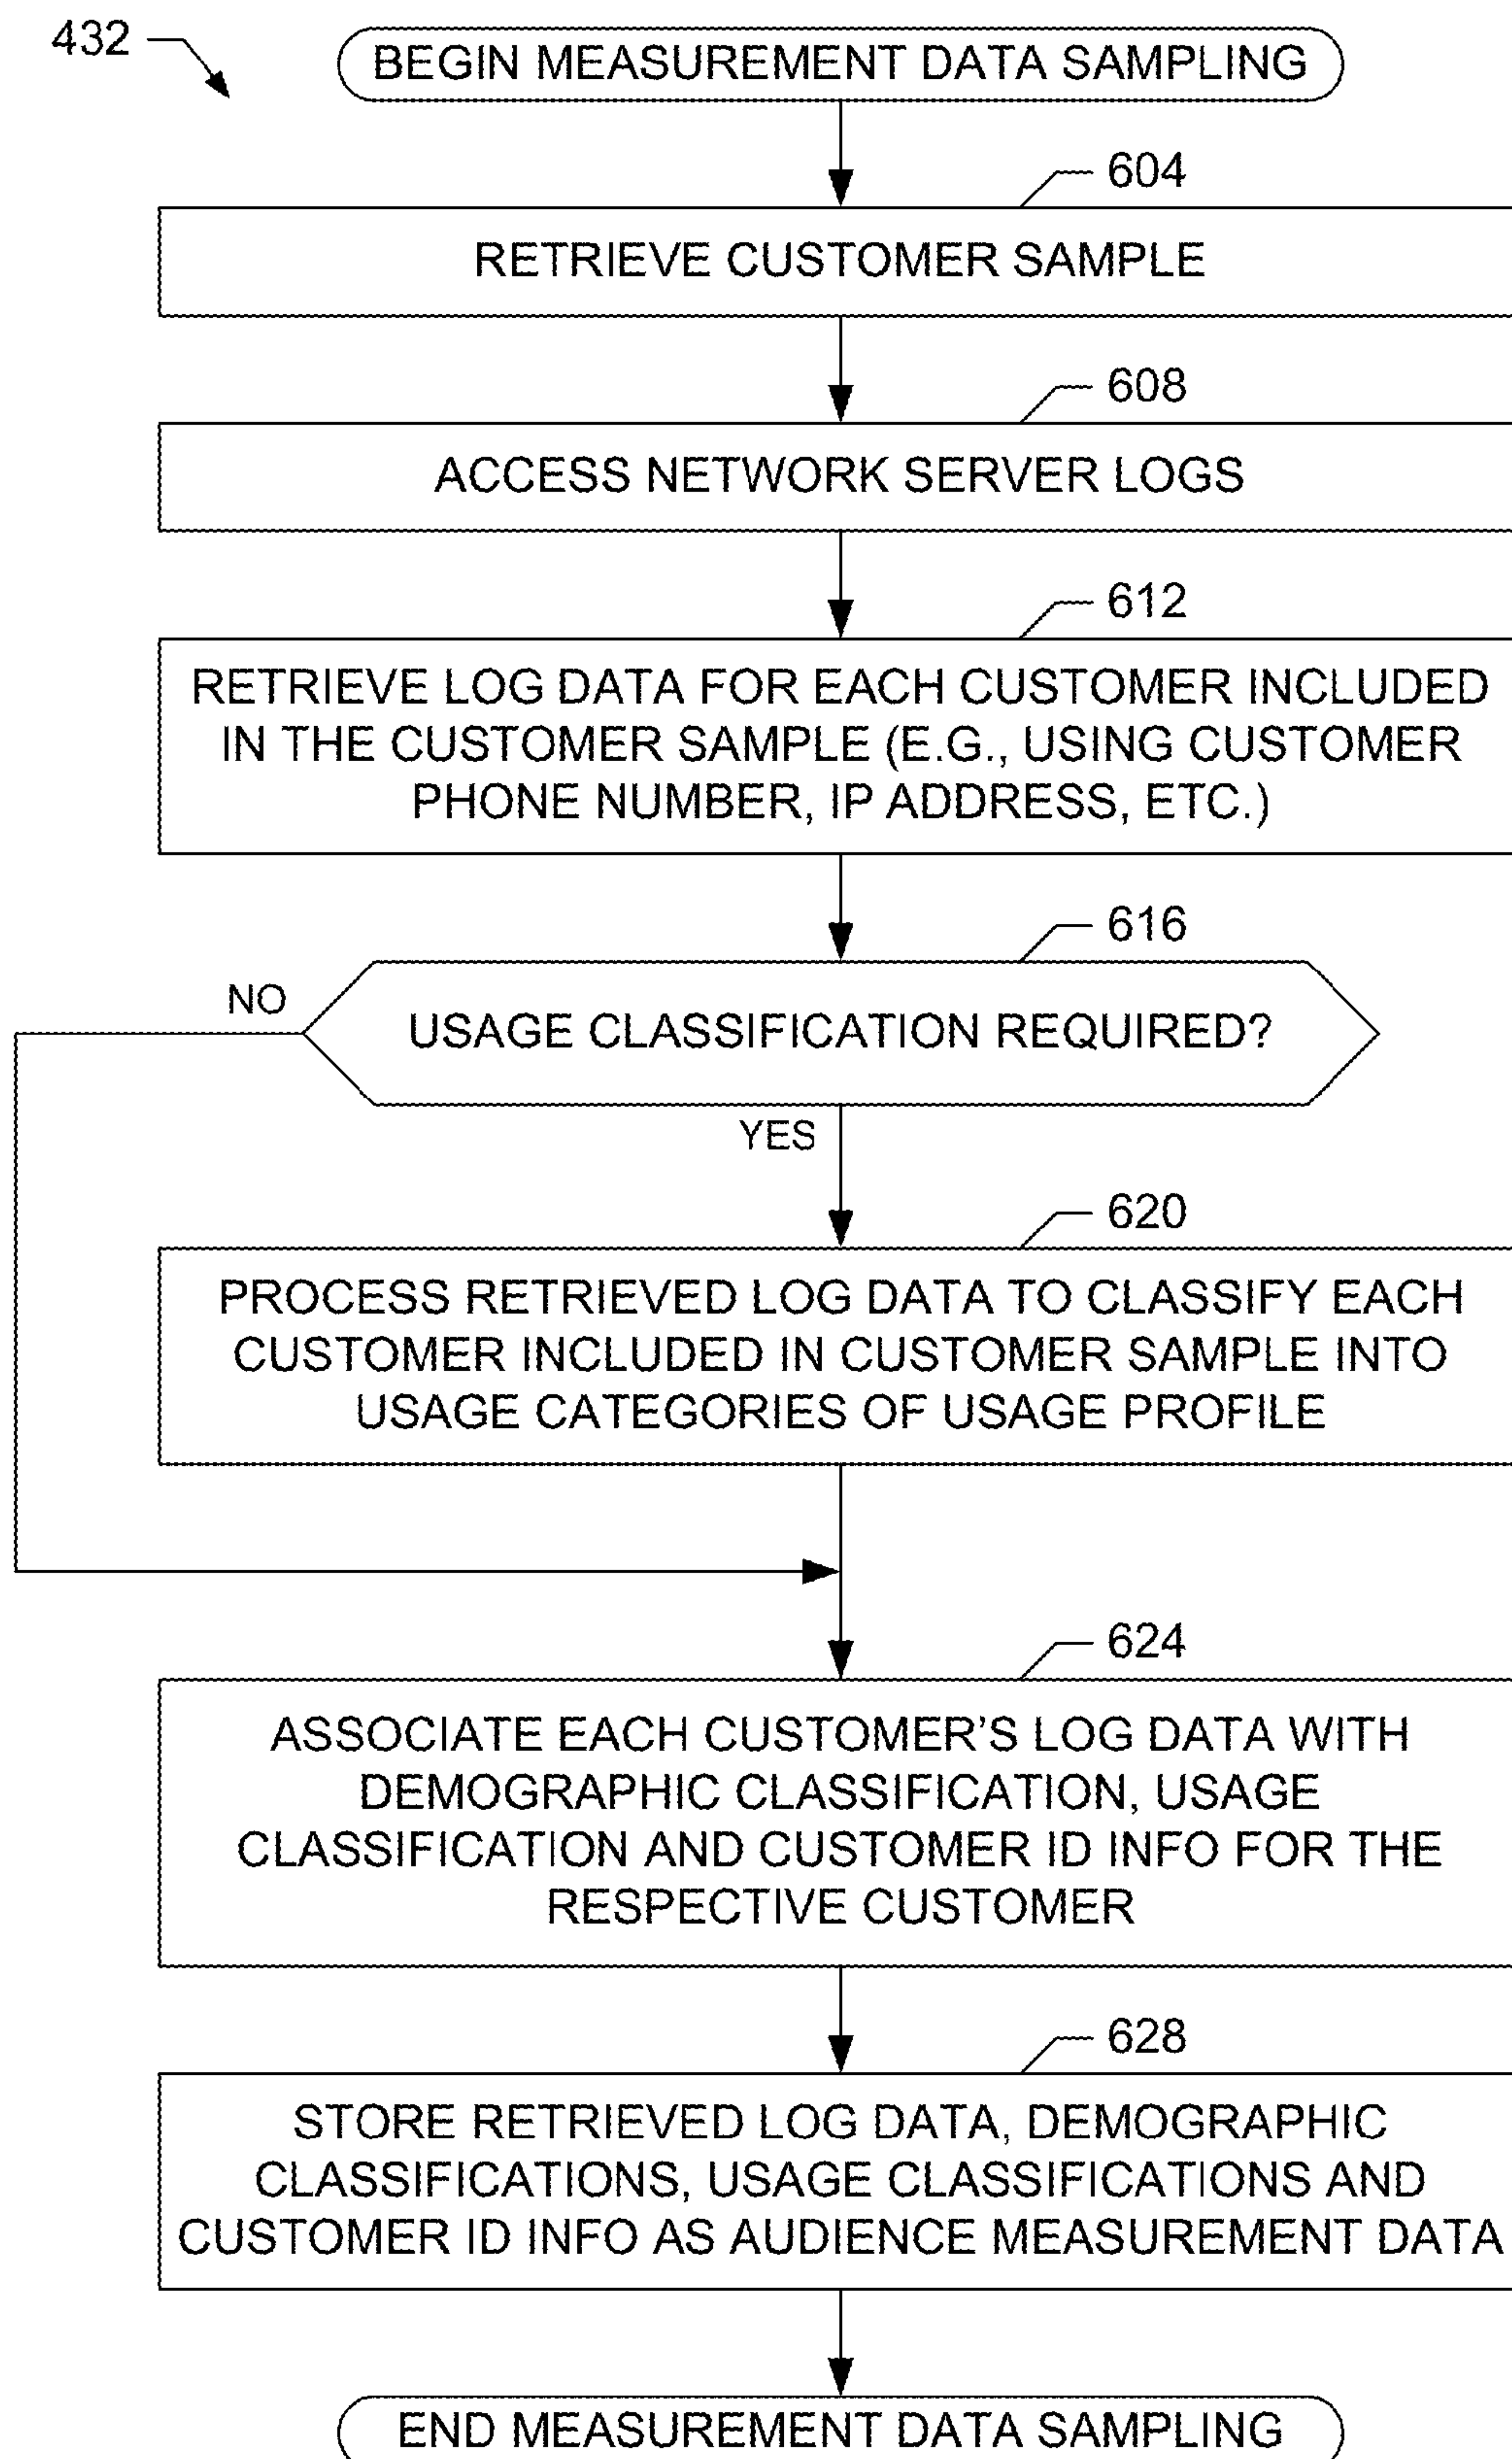 432
BEGIN MEASUREMENT DATA SAMPLING
604
RETRIEVE CUSTOMER SAMPLE
608
ACCESS NETWORK SERVER LOGS
612
RETRIEVE LOG DATA FOR EACH CUSTOMER INCLUDED
IN THE CUSTOMER SAMPLE (E.G., USING CUSTOMER
PHONE NUMBER, IP ADDRESS, ETC.)
616
NO
USAGE CLASSIFICATION REQUIRED?
YES
620
PROCESS RETRIEVED LOG DATA TO CLASSIFY EACH
CUSTOMER INCLUDED IN CUSTOMER SAMPLE INTO
USAGE CATEGORIES OF USAGE PROFILE
624
ASSOCIATE EACH CUSTOMER'S LOG DATA WITH
DEMOGRAPHIC CLASSIFICATION, USAGE
CLASSIFICATION AND CUSTOMER ID INFO FOR THE
RESPECTIVE CUSTOMER
628
STORE RETRIEVED LOG DATA, DEMOGRAPHIC
CLASSIFICATIONS, USAGE CLASSIFICATIONS AND
CUSTOMER ID INFO AS AUDIENCE MEASUREMENT DATA
END MEASUREMENT DATA SAMPLING